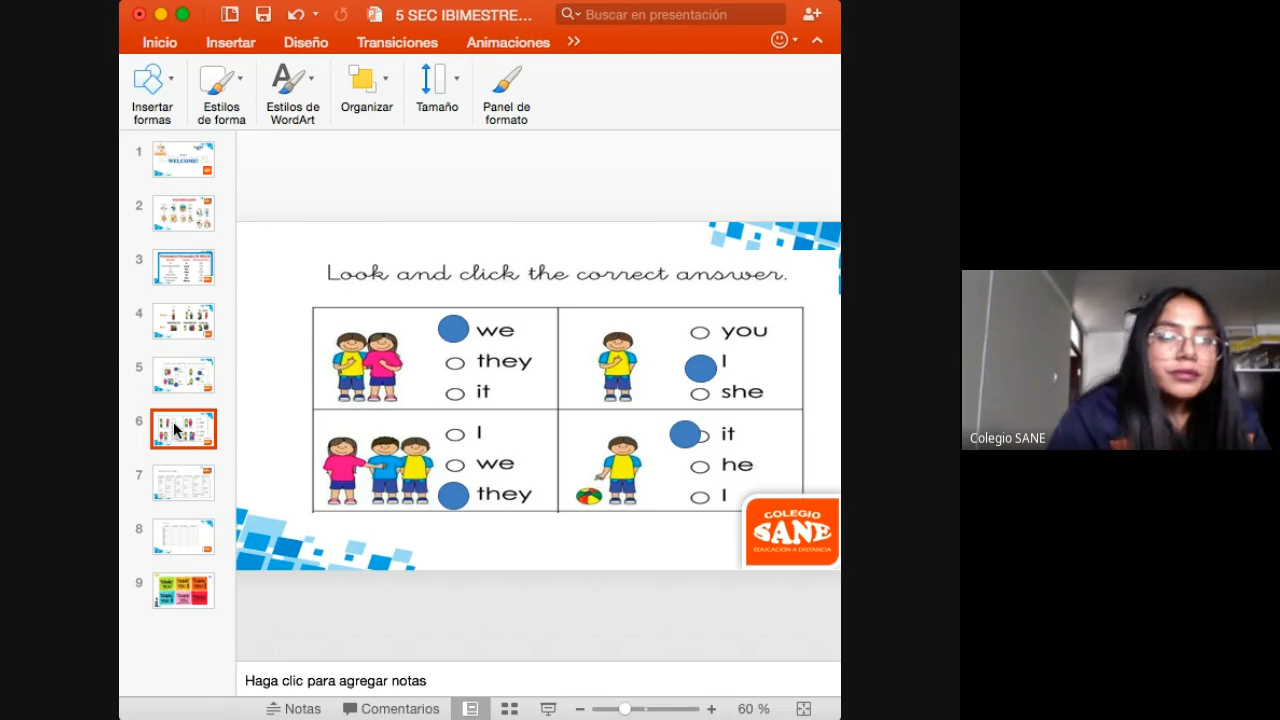 5 SEC IBIMESTRE...
Buscar en presentación
Inicio
Insertar
Diseño
Transiciones
Animaciones
Insertar formas
Estilos de forma
Estilos de WordArt
Organizar
Tamaño
Panel de formato
1
WELCOME!
2
3
4
5
6
7
8
9
Look and click the correct answer.
we
they
it
you
I
she
I
we
they
it
he
I
COLEGIO
SANE
EDUCACIÓN A DISTANCIA
Haga clic para agregar notas
Notas
Comentarios
60 %
Colegio SANE